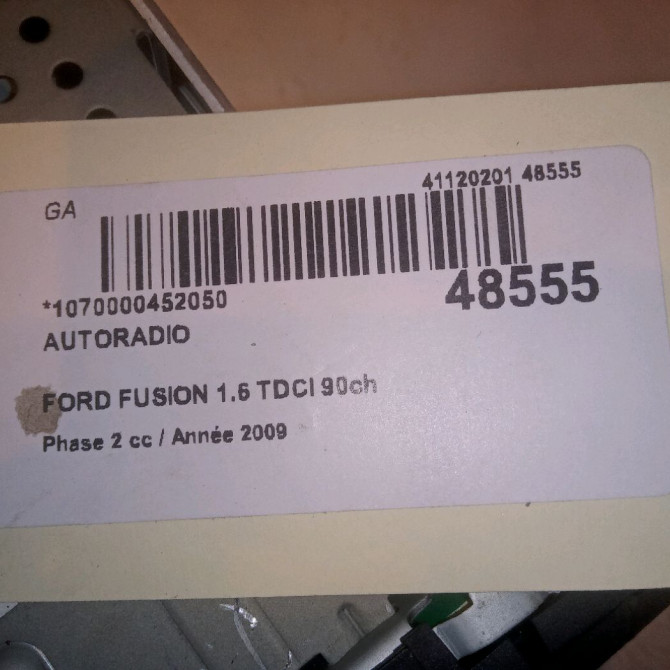 GA
41120201 48555
*1070000452050
48555
AUTORADIO
FORD FUSION 1.6 TDCI 90ch
Phase 2 cc / Année 2009